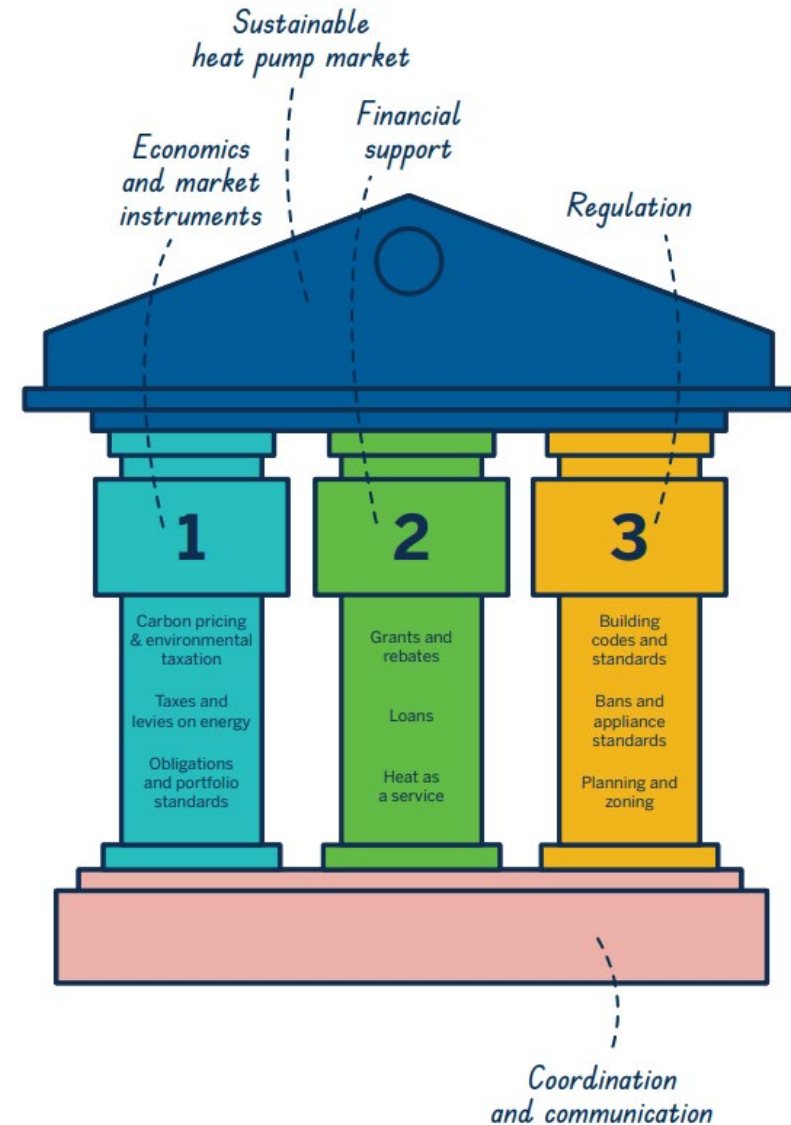 Sustainable
heat pump market
Financial
support
Economics
and market
instruments
Regulation
1
2
3
Carbon pricing
& environmental
taxation
Taxes and
levies on energy
Obligations
and portfolio
standards
Grants and
rebates
Loans
Heat as
a service
Building
codes and
standards
Bans and
appliance
standards
Planning and
zoning
Coordination
and communication